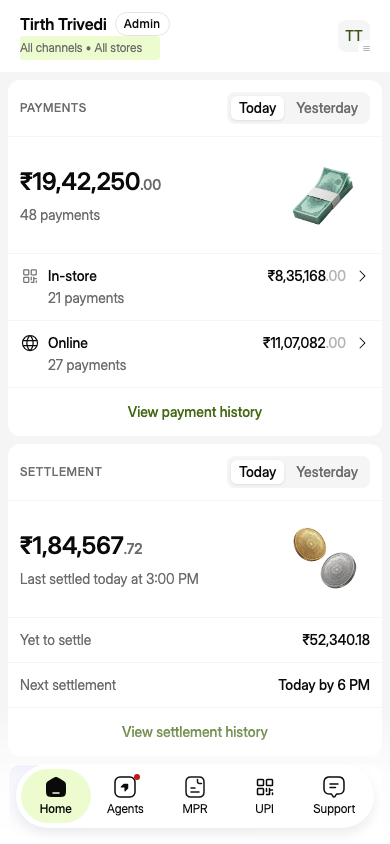 Tirth Trivedi Admin
All channels • All stores
TT
PAYMENTS Today Yesterday
₹19,42,250.00
48 payments
In-store ₹8,35,168.00
21 payments
Online ₹11,07,082.00
27 payments
View payment history
SETTLEMENT Today Yesterday
₹1,84,567.72
Last settled today at 3:00 PM
Yet to settle ₹52,340.18
Next settlement Today by 6 PM
View settlement history
Home Agents MPR UPI Support